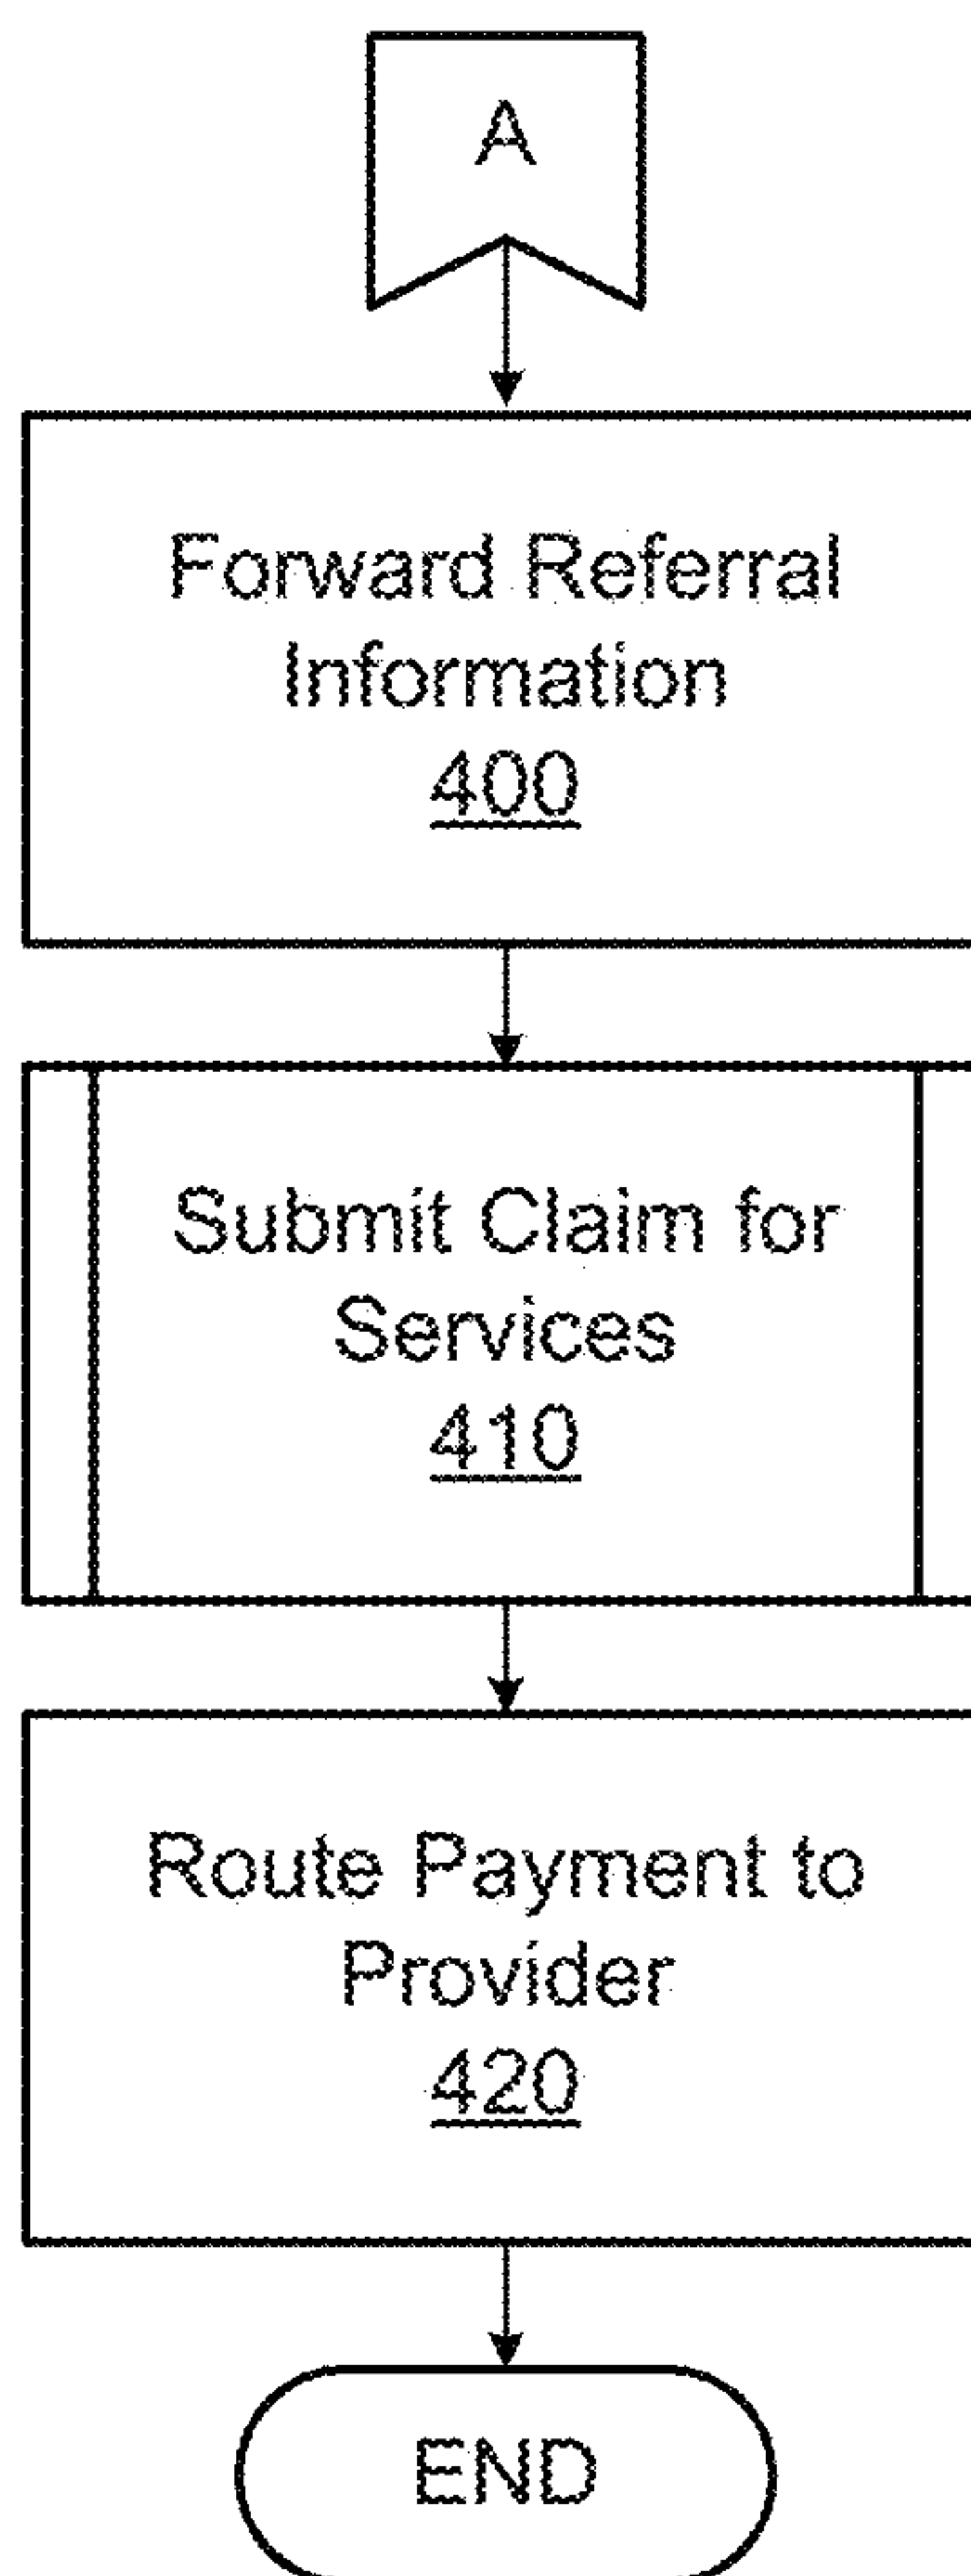 A
Forward Referral
Information
400
Submit Claim for
Services
410
Route Payment to
Provider
420
END